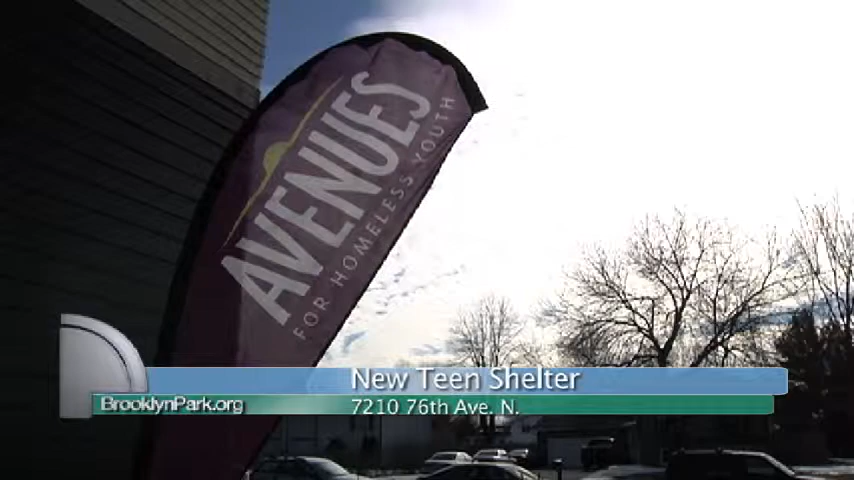 AVENUES
FOR HOMELESS YOUTH
New Teen Shelter
BrooklynPark.org
7210 76th Ave. N.